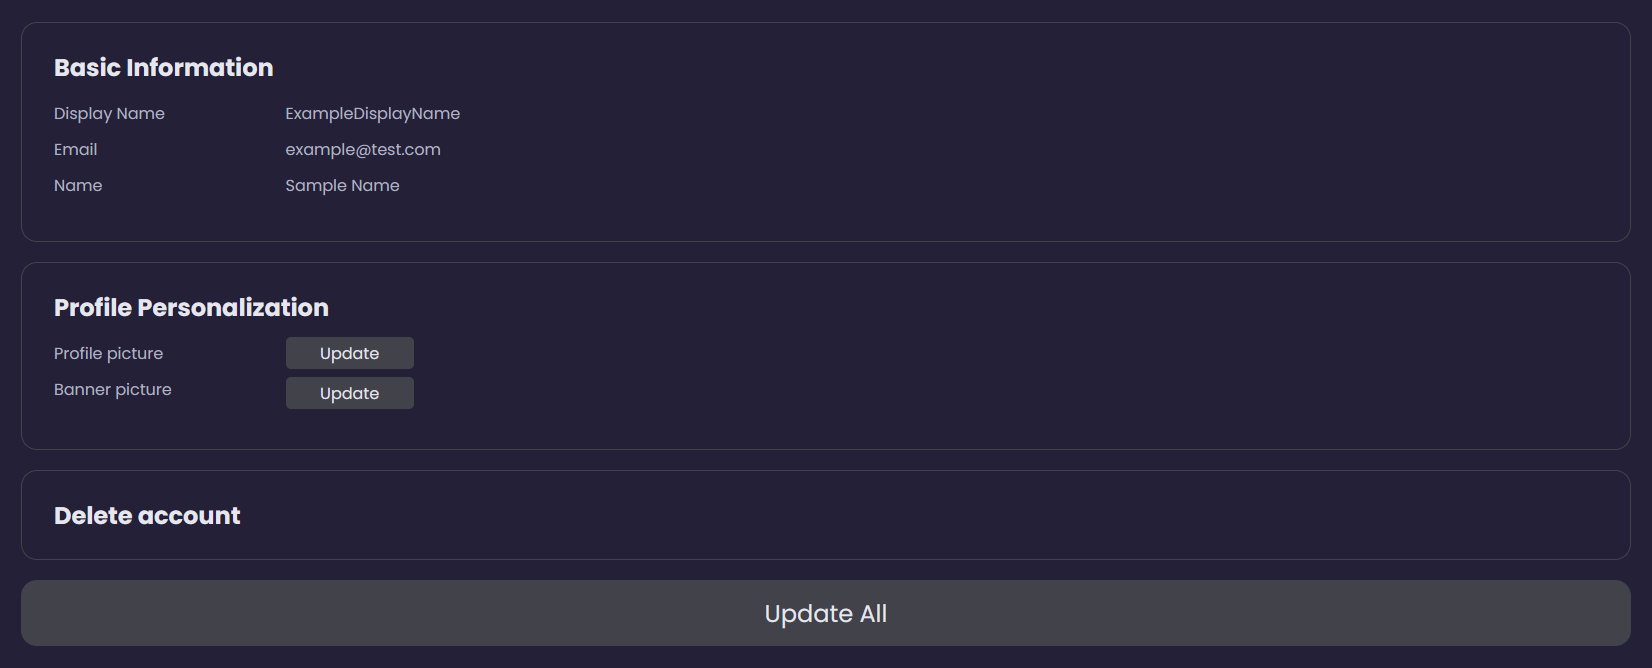 Basic Information
Display Name ExampleDisplayName
Email example@test.com
Name Sample Name
Profile Personalization
Profile picture Update
Banner picture Update
Delete account
Update All